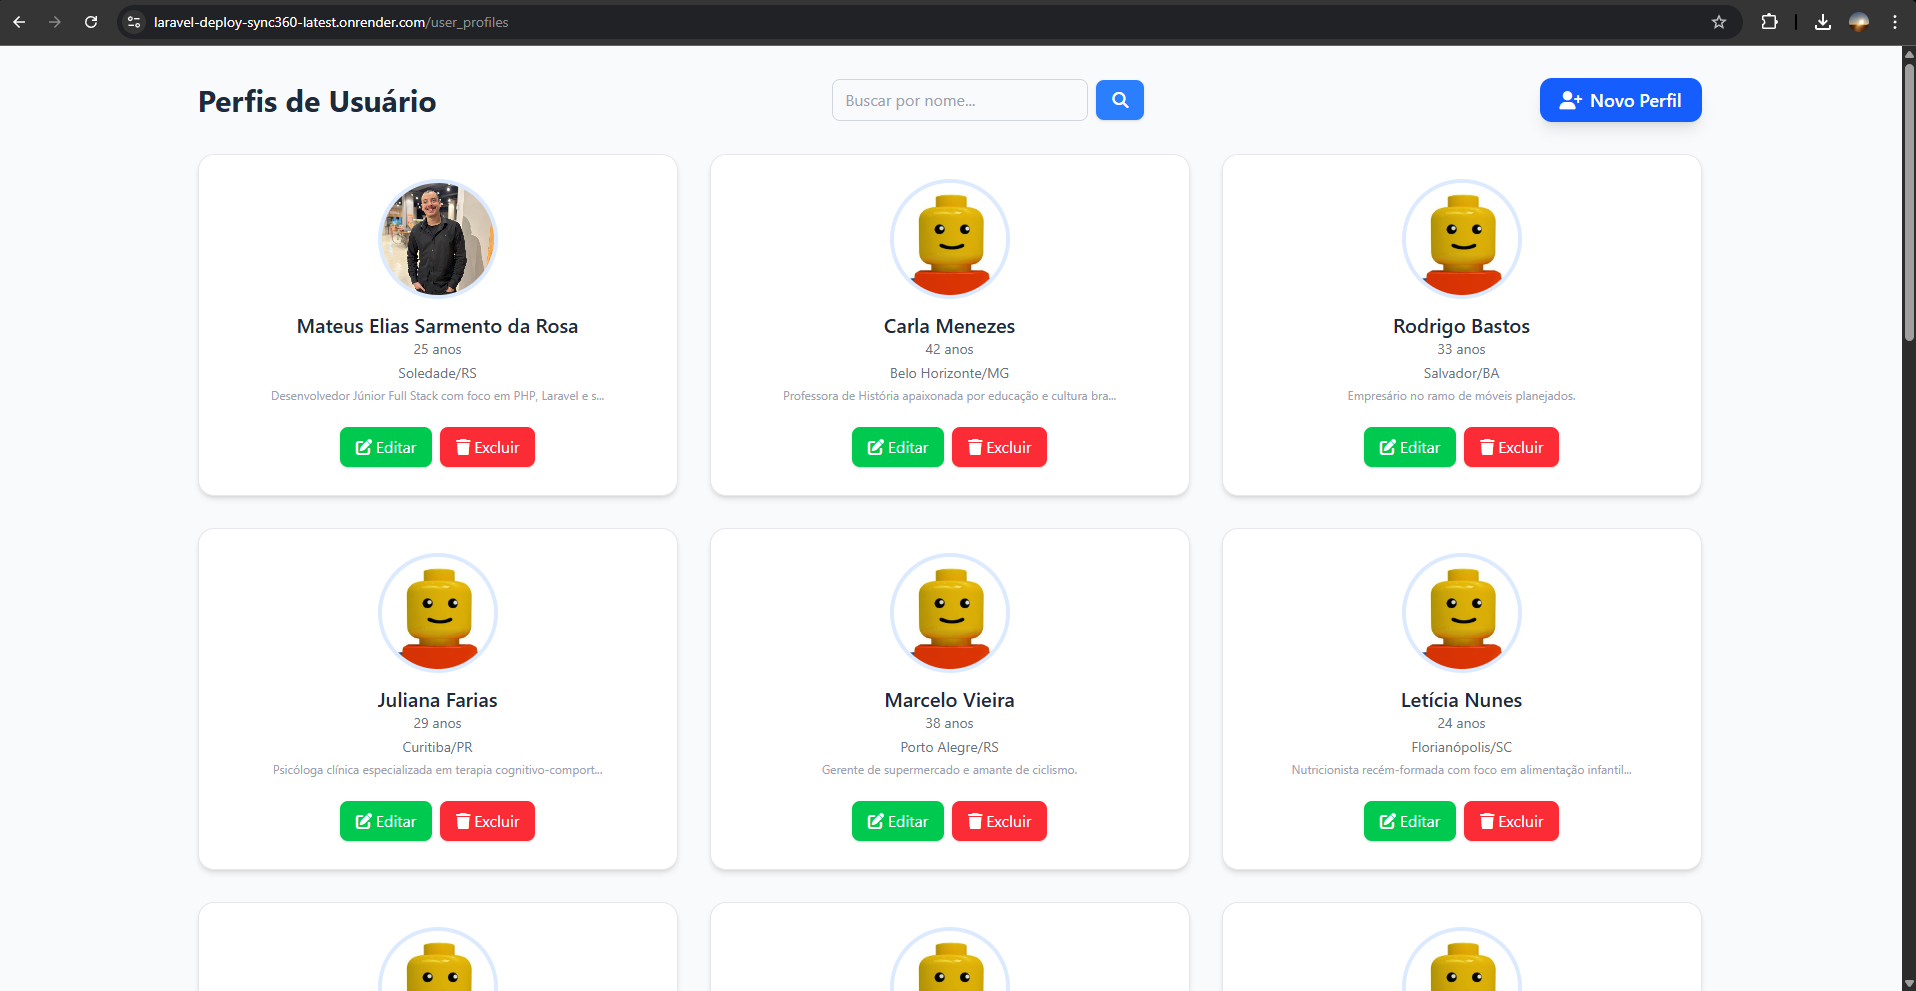 laravel-deploy-sync360-latest.onrender.com/user_profiles
Perfis de Usuário
Buscar por nome...
Novo Perfil
Mateus Elias Sarmento da Rosa
25 anos
Soledade/RS
Desenvolvedor Júnior Full Stack com foco em PHP, Laravel e s...
Editar
Excluir
Carla Menezes
42 anos
Belo Horizonte/MG
Professora de História apaixonada por educação e cultura bra...
Editar
Excluir
Rodrigo Bastos
33 anos
Salvador/BA
Empresário no ramo de móveis planejados.
Editar
Excluir
Juliana Farias
29 anos
Curitiba/PR
Psicóloga clínica especializada em terapia cognitivo-comport...
Editar
Excluir
Marcelo Vieira
38 anos
Porto Alegre/RS
Gerente de supermercado e amante de ciclismo.
Editar
Excluir
Letícia Nunes
24 anos
Florianópolis/SC
Nutricionista recém-formada com foco em alimentação infantil...
Editar
Excluir